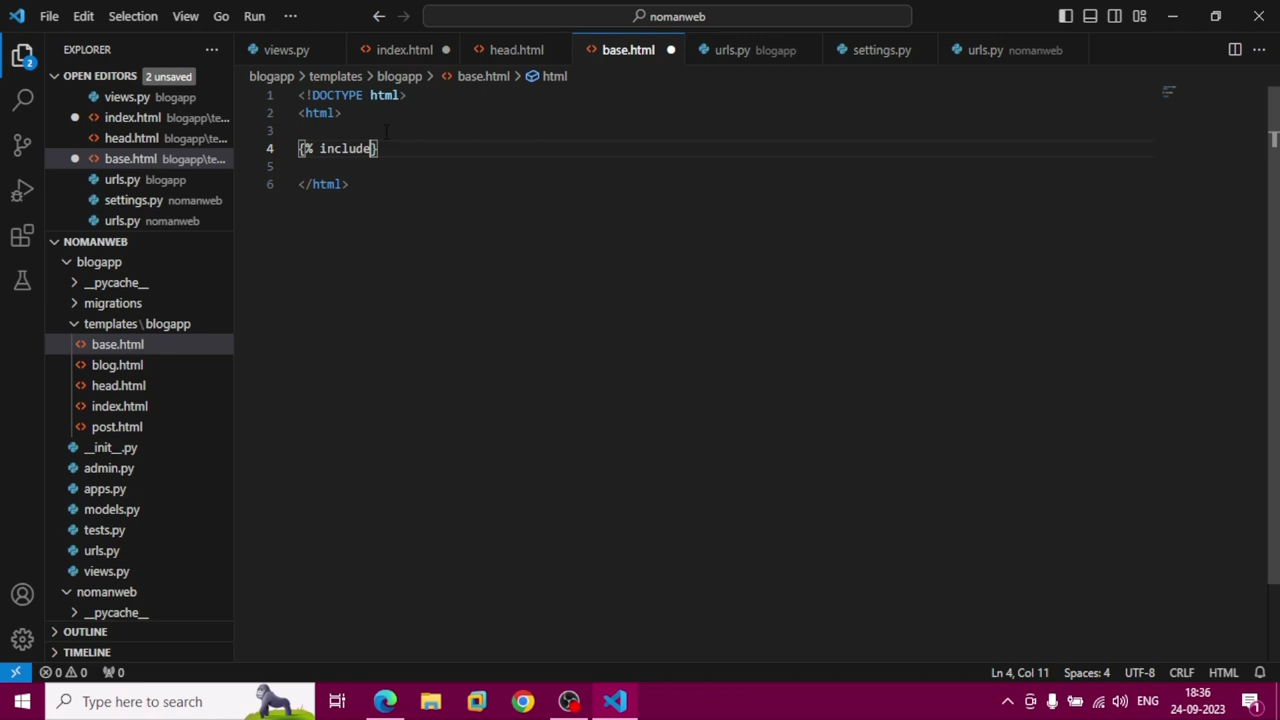 File Edit Selection View Go Run ··· nomanweb
EXPLORER ···
views.py index.html head.html base.html urls.py blogapp settings.py urls.py nomanweb
OPEN EDITORS 2 unsaved
views.py blogapp
index.html blogapp\te...
head.html blogapp\te...
base.html blogapp\te...
urls.py blogapp
settings.py nomanweb
urls.py nomanweb
NOMANWEB
blogapp
__pycache__
migrations
templates\blogapp
base.html
blog.html
head.html
index.html
post.html
__init__.py
admin.py
apps.py
models.py
tests.py
urls.py
views.py
nomanweb
__pycache__
OUTLINE
TIMELINE
blogapp > templates > blogapp > <> base.html > html
1 <!DOCTYPE html>
2 <html>
3
4 {% include}
5
6 </html>
2
0 0 0 Ln 4, Col 11 Spaces: 4 UTF-8 CRLF HTML
Type here to search ENG 18:36 24-09-2023 1